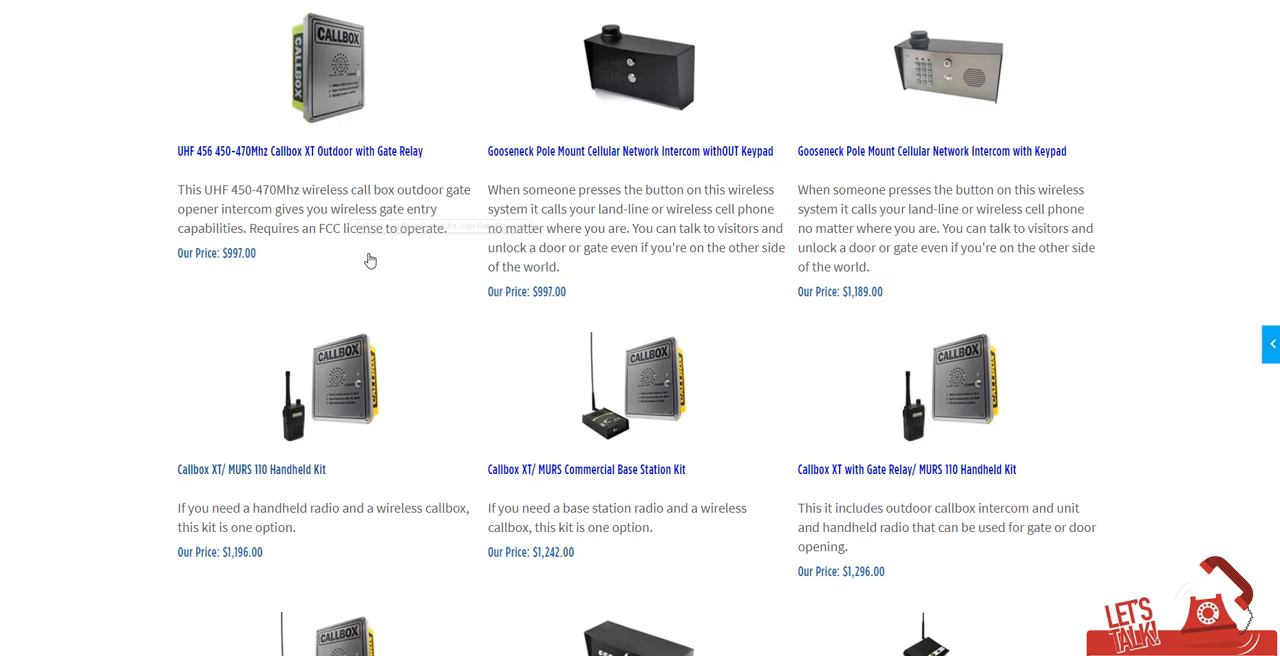 CALLBOX
CALLBOX
UHF 456 450-470Mhz Callbox XT Outdoor with Gate Relay
This UHF 450-470Mhz wireless call box outdoor gate
opener intercom gives you wireless gate entry
capabilities. Requires an FCC license to operate.
Our Price: $997.00
Gooseneck Pole Mount Cellular Network Intercom withOUT Keypad
When someone presses the button on this wireless
system it calls your land-line or wireless cell phone
no matter where you are. You can talk to visitors and
unlock a door or gate even if you're on the other side
of the world.
Our Price: $997.00
Gooseneck Pole Mount Cellular Network Intercom with Keypad
When someone presses the button on this wireless
system it calls your land-line or wireless cell phone
no matter where you are. You can talk to visitors and
unlock a door or gate even if you're on the other side
of the world.
Our Price: $1,189.00
CALLBOX
Callbox XT/ MURS 110 Handheld Kit
If you need a handheld radio and a wireless callbox,
this kit is one option.
Our Price: $1,196.00
CALLBOX
Callbox XT/ MURS Commercial Base Station Kit
If you need a base station radio and a wireless
callbox, this kit is one option.
Our Price: $1,242.00
CALLBOX
Callbox XT with Gate Relay/ MURS 110 Handheld Kit
This it includes outdoor callbox intercom and unit
and handheld radio that can be used for gate or door
opening.
Our Price: $1,296.00
CALLBOX
LET'S
TALK!